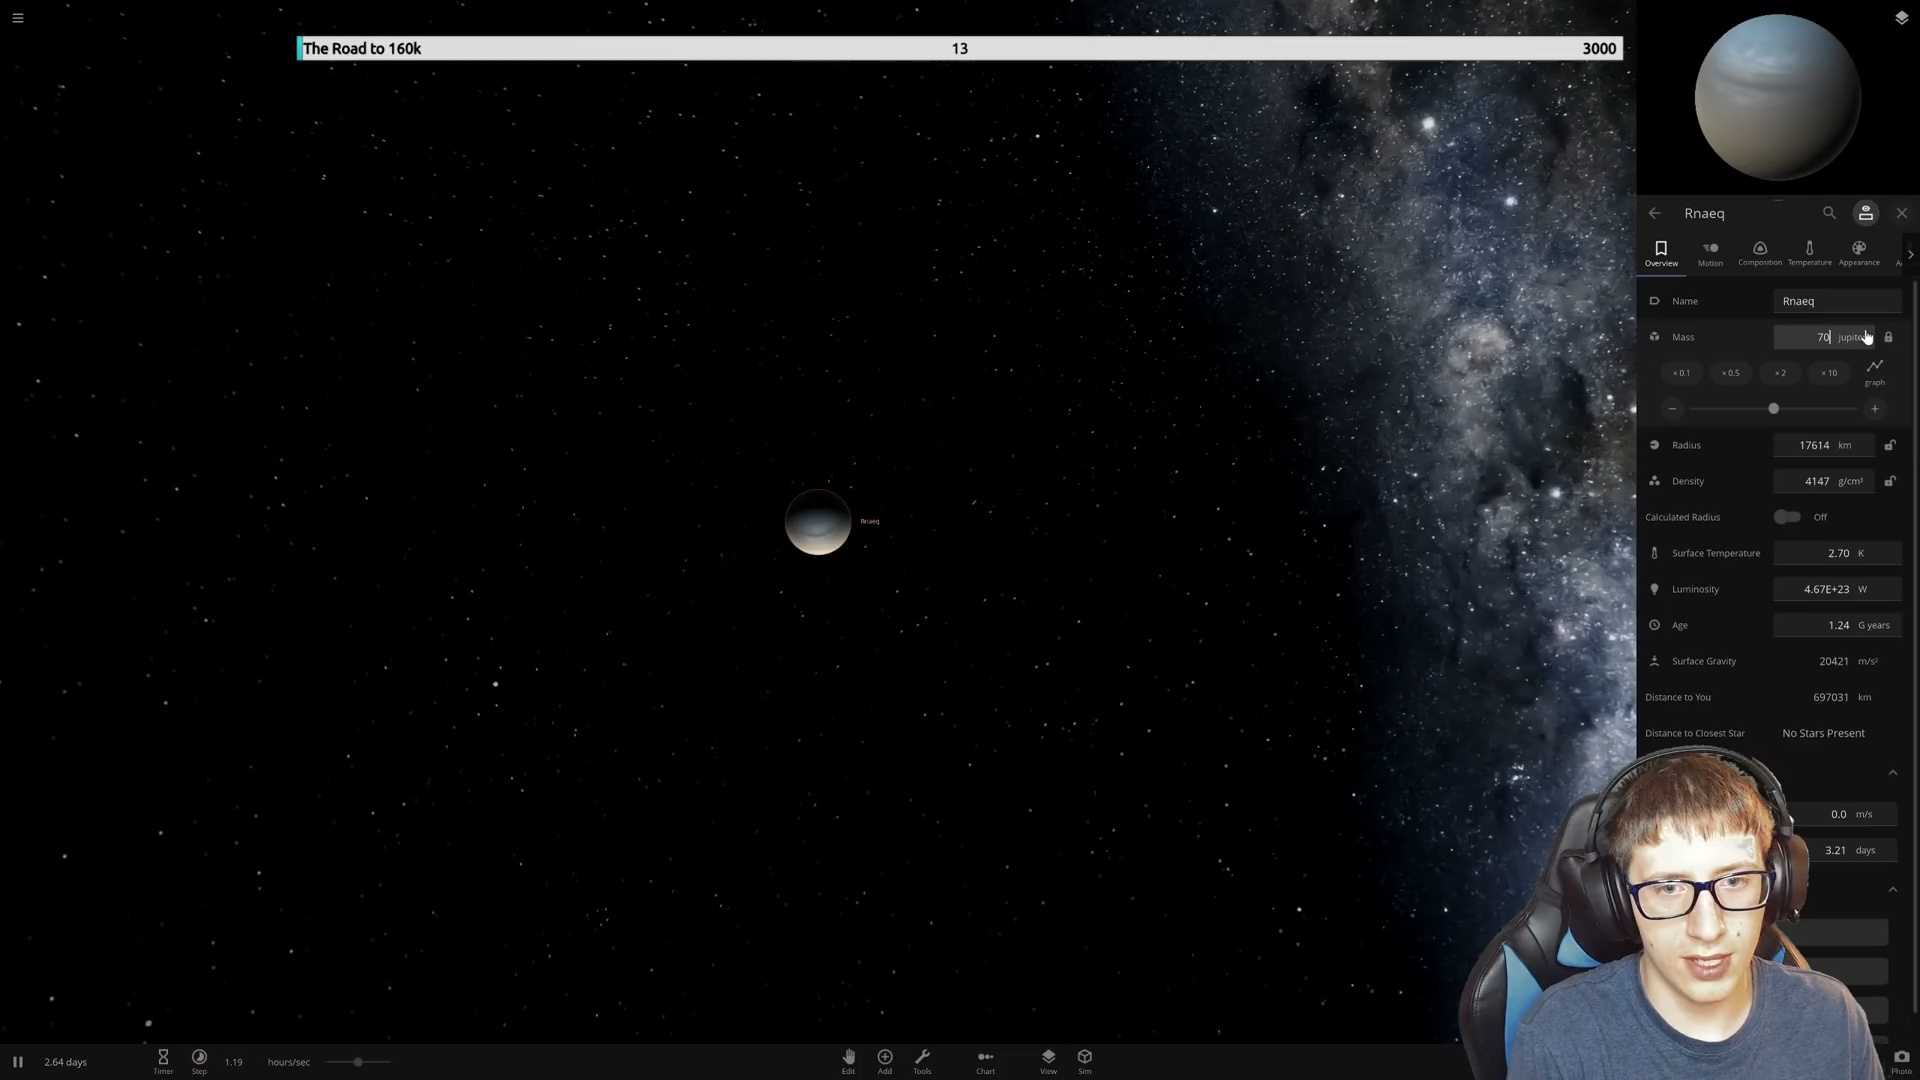 The Road to 160k 13 3000
Rnaeq
Overview Motion Composition Temperature Appearance
Name Rnaeq
Mass 70
× 0.1 × 0.5 × 2 × 10 graph
Radius 17614 km
Density 4147 g/cm³
Calculated Radius Off
Surface Temperature 2.70 K
Luminosity 4.67E+23 W
Age 1.24 G years
Surface Gravity 20421 m/s²
Distance to You 697031 km
Distance to Closest Star No Stars Present
0.0 m/s
3.21 days
Rnaeq
2.64 days Timer Step 1.19 hours/sec Edit Add Tools Chart View Sim Photo